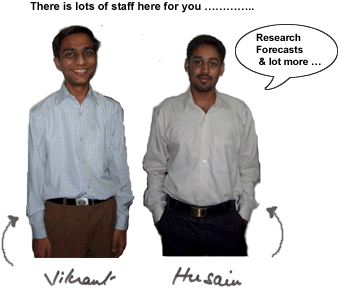 There is lots of staff here for you …………..
Research
Forecasts
& lot more …
Vikrant
Husain